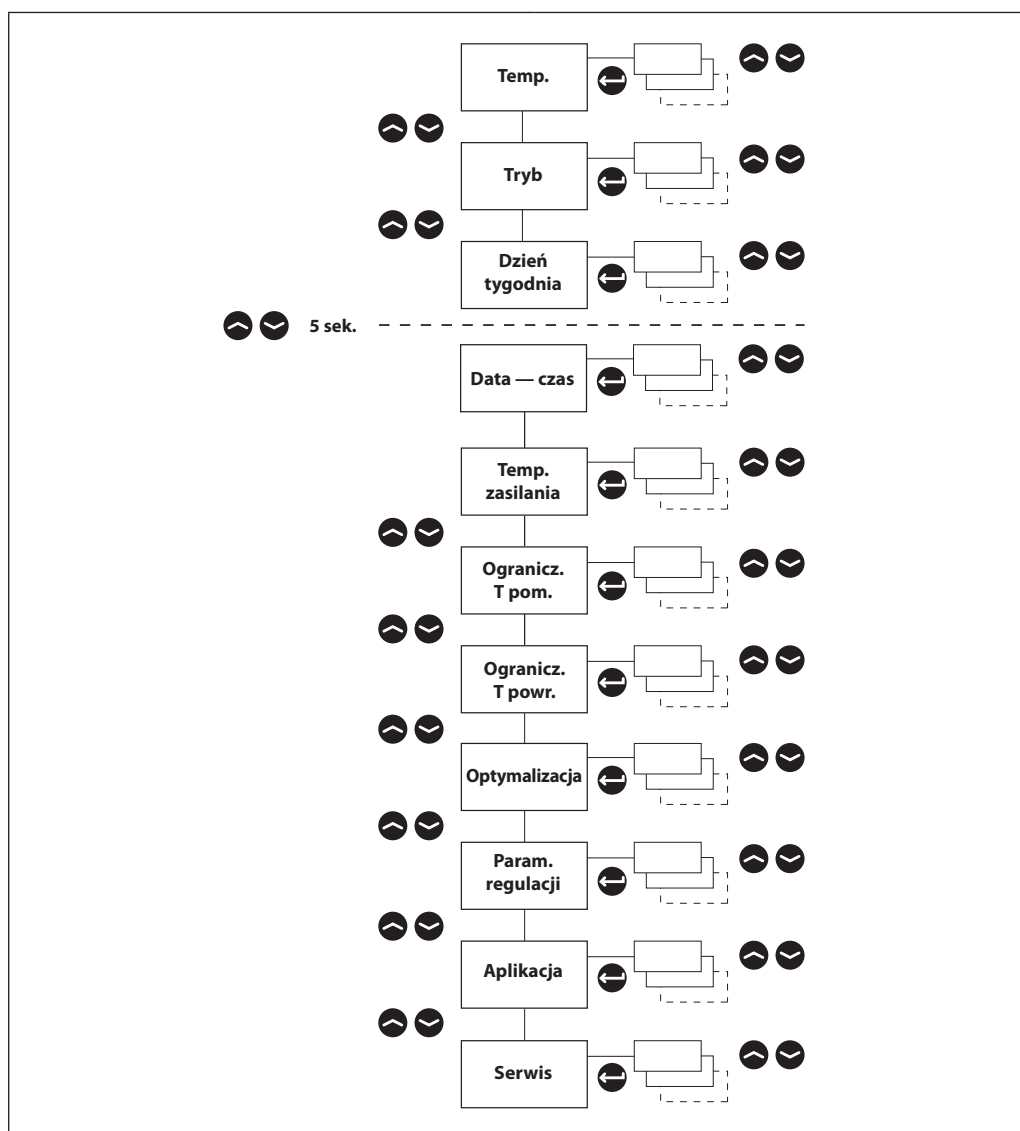 Temp.
Tryb
Dzień
tygodnia
5 sek.
Data — czas
Temp.
zasilania
Ogranicz.
T pom.
Ogranicz.
T powr.
Optymalizacja
Param.
regulacji
Aplikacja
Serwis